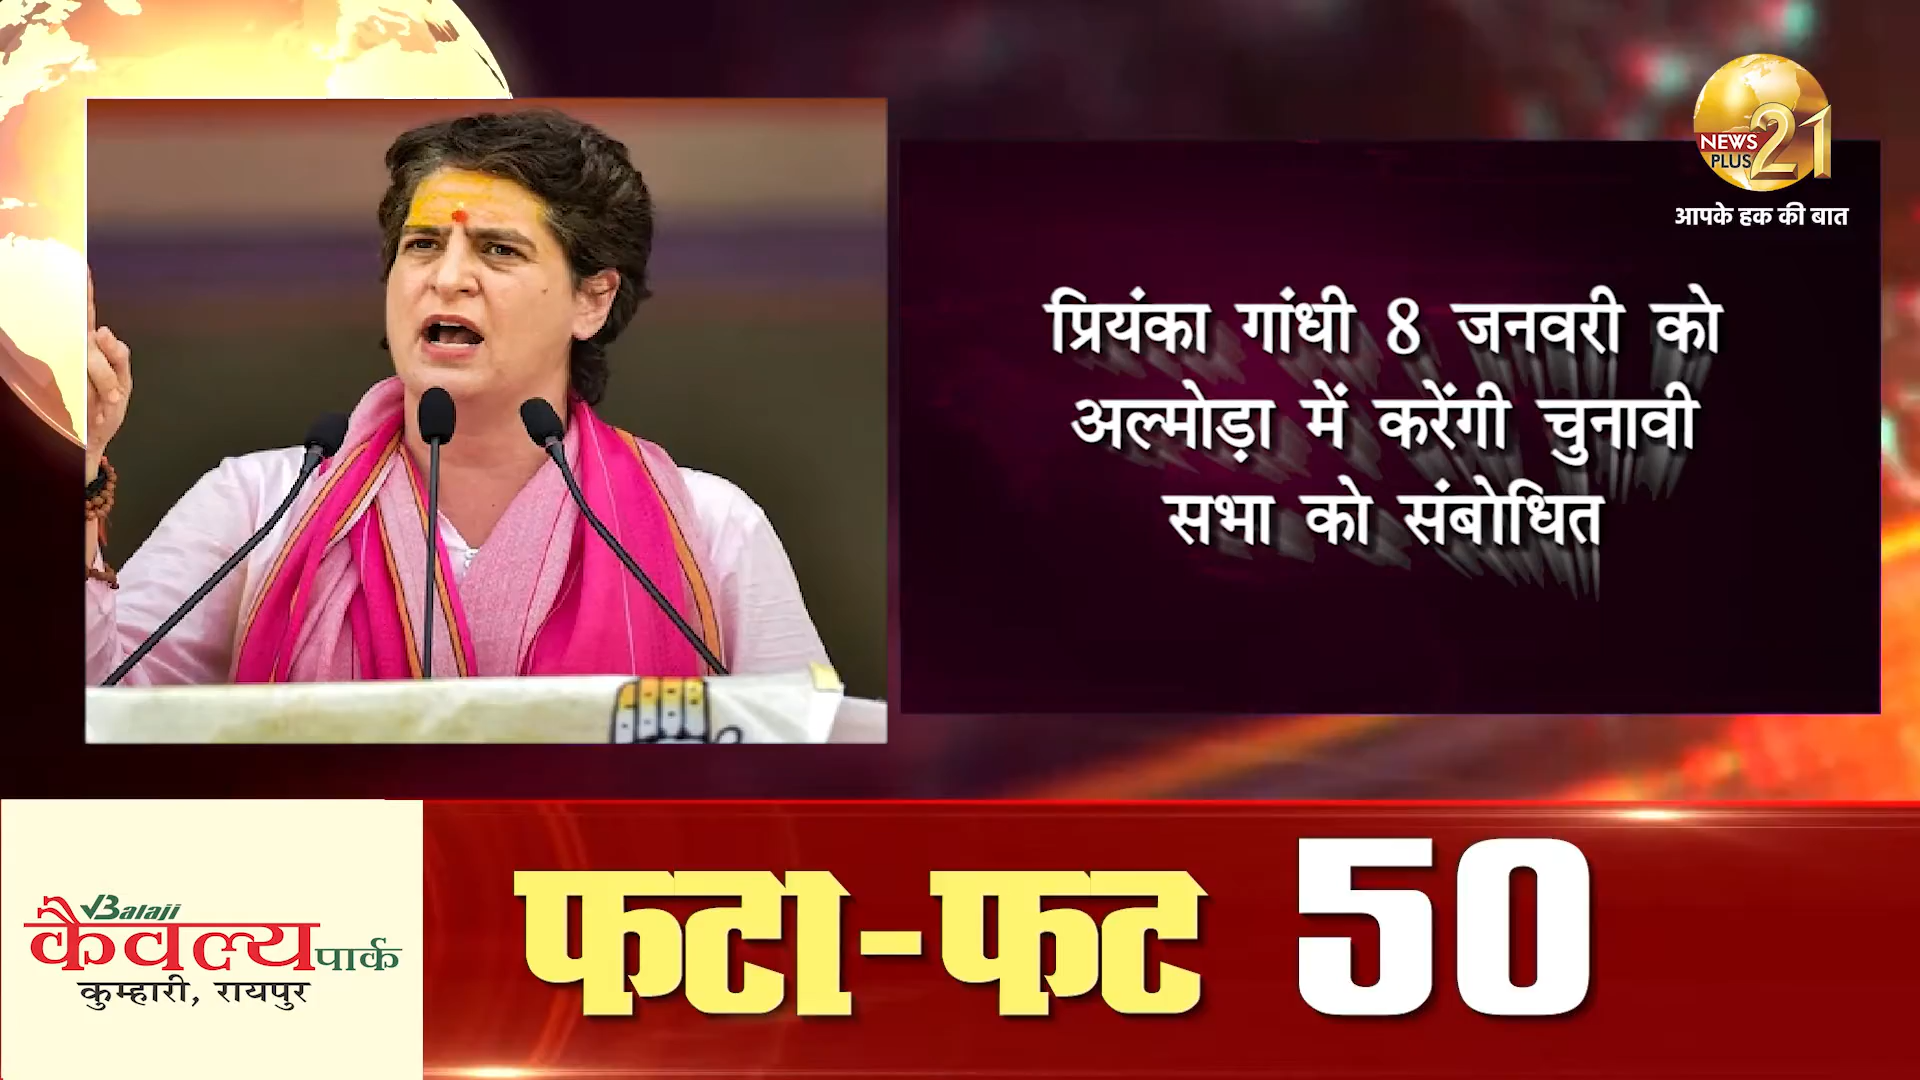 NEWS
PLUS 21
आपके हक की बात
प्रियंका गांधी 8 जनवरी को
अल्मोड़ा में करेंगी चुनावी
सभा को संबोधित
Balaji
कैवल्य पार्क
कुम्हारी, रायपुर
फटा-फट 50